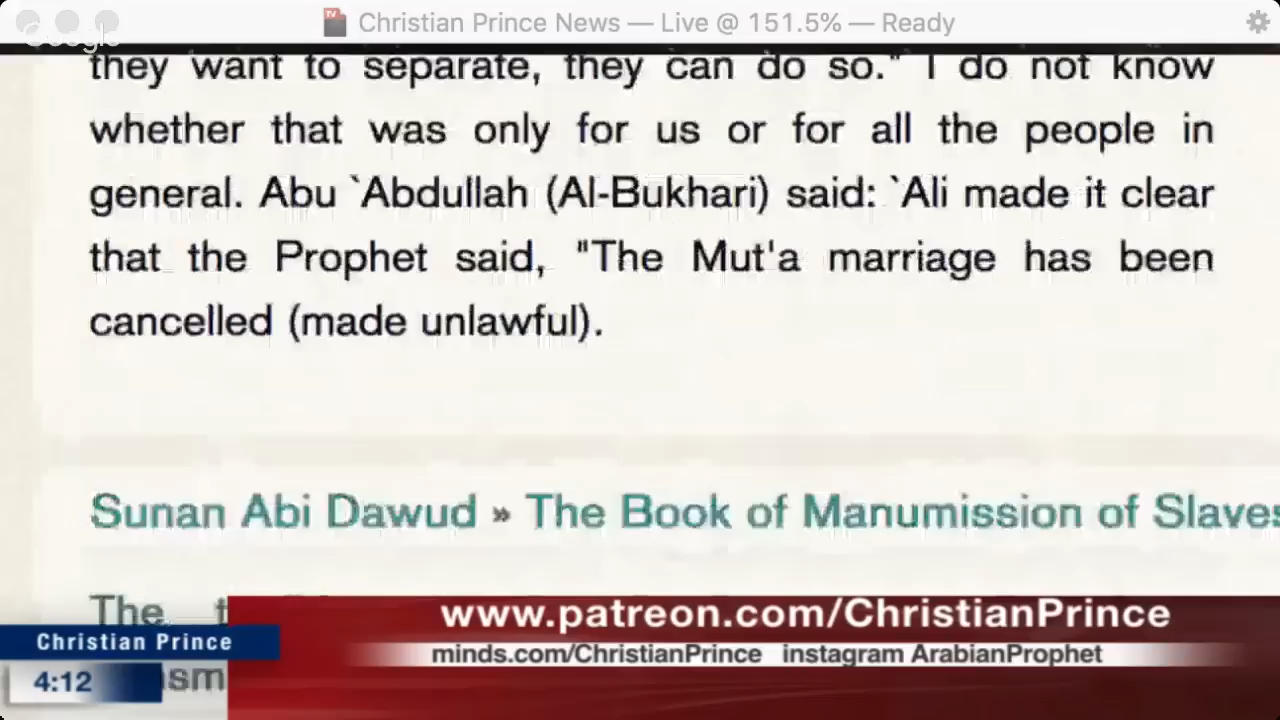 Christian Prince News — Live @ 151.5% — Ready
Google
they want to separate, they can do so." I do not know
whether that was only for us or for all the people in
general. Abu `Abdullah (Al-Bukhari) said: `Ali made it clear
that the Prophet said, "The Mut'a marriage has been
cancelled (made unlawful).
Sunan Abi Dawud » The Book of Manumission of Slaves
The
www.patreon.com/ChristianPrince
Christian Prince
minds.com/ChristianPrince instagram ArabianProphet
4:12